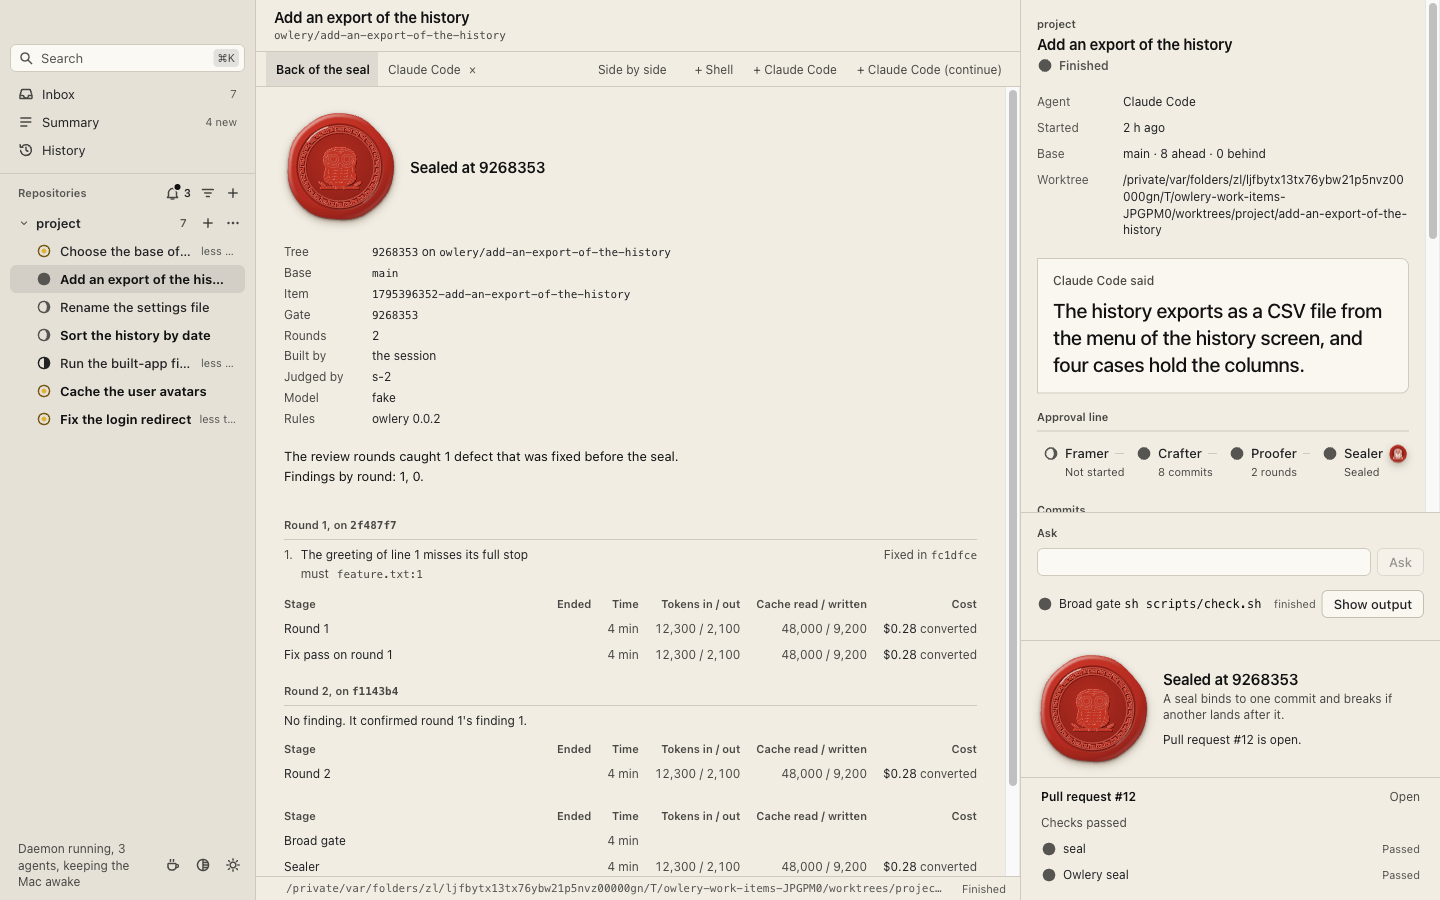 Search ⌘K
Inbox 7
Summary 4 new
History
Repositories 3
project 7
Choose the base of... less ...
Add an export of the his...
Rename the settings file
Sort the history by date
Run the built-app fi... less ...
Cache the user avatars
Fix the login redirect less t...
Daemon running, 3
agents, keeping the
Mac awake
Add an export of the history
owlery/add-an-export-of-the-history
Back of the seal Claude Code × Side by side + Shell + Claude Code + Claude Code (continue)
Sealed at 9268353
Tree 9268353 on owlery/add-an-export-of-the-history
Base main
Item 1795396352-add-an-export-of-the-history
Gate 9268353
Rounds 2
Built by the session
Judged by s-2
Model fake
Rules owlery 0.0.2
The review rounds caught 1 defect that was fixed before the seal.
Findings by round: 1, 0.
Round 1, on 2f487f7
1. The greeting of line 1 misses its full stop Fixed in fc1dfce
must feature.txt:1
Stage Ended Time Tokens in / out Cache read / written Cost
Round 1 4 min 12,300 / 2,100 48,000 / 9,200 $0.28 converted
Fix pass on round 1 4 min 12,300 / 2,100 48,000 / 9,200 $0.28 converted
Round 2, on f1143b4
No finding. It confirmed round 1's finding 1.
Stage Ended Time Tokens in / out Cache read / written Cost
Round 2 4 min 12,300 / 2,100 48,000 / 9,200 $0.28 converted
Stage Ended Time Tokens in / out Cache read / written Cost
Broad gate 4 min
Sealer 4 min 12,300 / 2,100 48,000 / 9,200 $0.28 converted
/private/var/folders/zl/ljfbytx13tx76ybw21p5nvz00000gn/T/owlery-work-items-JPGPM0/worktrees/projec... Finished
project
Add an export of the history
Finished
Agent Claude Code
Started 2 h ago
Base main · 8 ahead · 0 behind
Worktree /private/var/folders/zl/ljfbytx13tx76ybw21p5nvz00
000gn/T/owlery-work-items-
JPGPM0/worktrees/project/add-an-export-of-the-
history
Claude Code said
The history exports as a CSV file from
the menu of the history screen, and
four cases hold the columns.
Approval line
Framer Crafter Proofer Sealer
Not started 8 commits 2 rounds Sealed
Commits
Ask
Ask
Broad gate sh scripts/check.sh finished Show output
Sealed at 9268353
A seal binds to one commit and breaks if
another lands after it.
Pull request #12 is open.
Pull request #12 Open
Checks passed
seal Passed
Owlery seal Passed